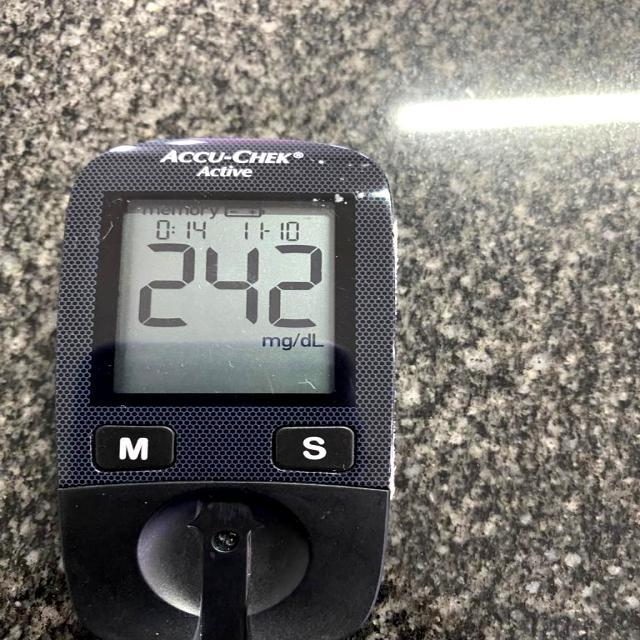 ACCU-CHEK®
Active
memory
0:14 11-10
242
mg/dL
M S